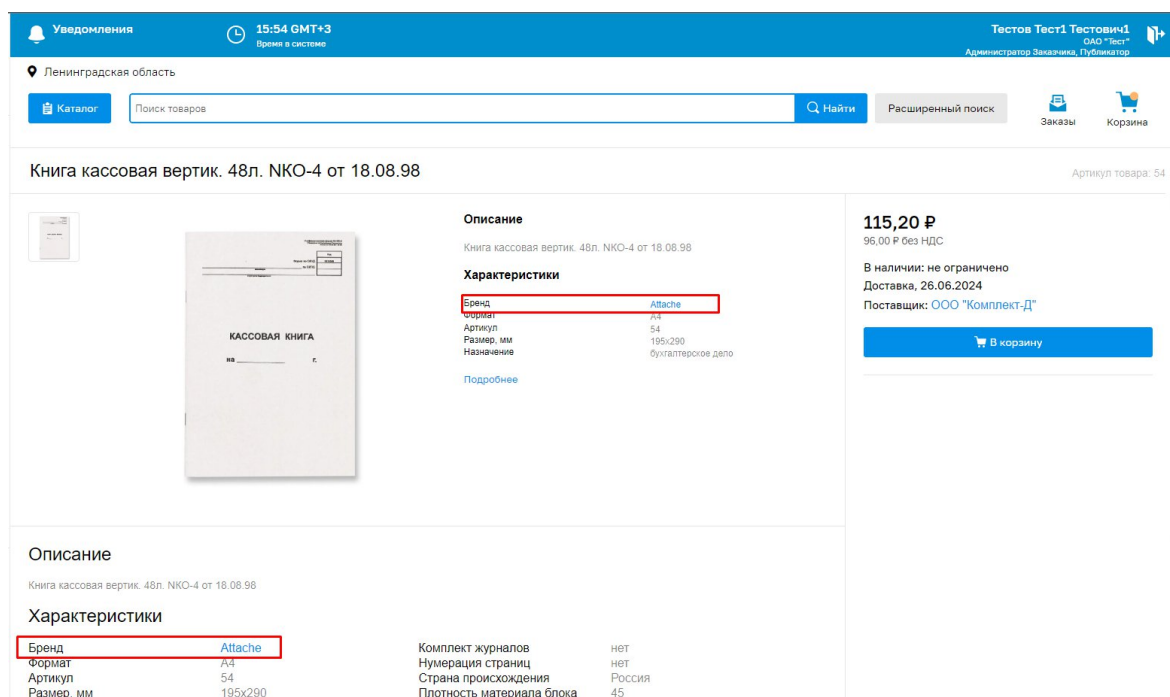 Уведомления
15:54 GMT+3
Время в системе
Тестов Тест1 Тестович1
ОАО "Тест"
Администратор Заказчика, Публикатор
Ленинградская область
Каталог
Поиск товаров
Найти
Расширенный поиск
Заказы
Корзина
Книга кассовая вертик. 48л. NКО-4 от 18.08.98
Артикул товара: 54
КАССОВАЯ КНИГА
на г.
Описание
Книга кассовая вертик. 48л. NКО-4 от 18.08.98
Характеристики
Бренд Attache
Формат А4
Артикул 54
Размер, мм 195x290
Назначение бухгалтерское дело
Подробнее
115,20 ₽
96,00 ₽ без НДС
В наличии: не ограничено
Доставка, 26.06.2024
Поставщик: ООО "Комплект-Д"
В корзину
Описание
Книга кассовая вертик. 48л. NКО-4 от 18.08.98
Характеристики
Бренд Attache
Формат А4
Артикул 54
Размер, мм 195x290
Комплект журналов нет
Нумерация страниц нет
Страна происхождения Россия
Плотность материала блока 45